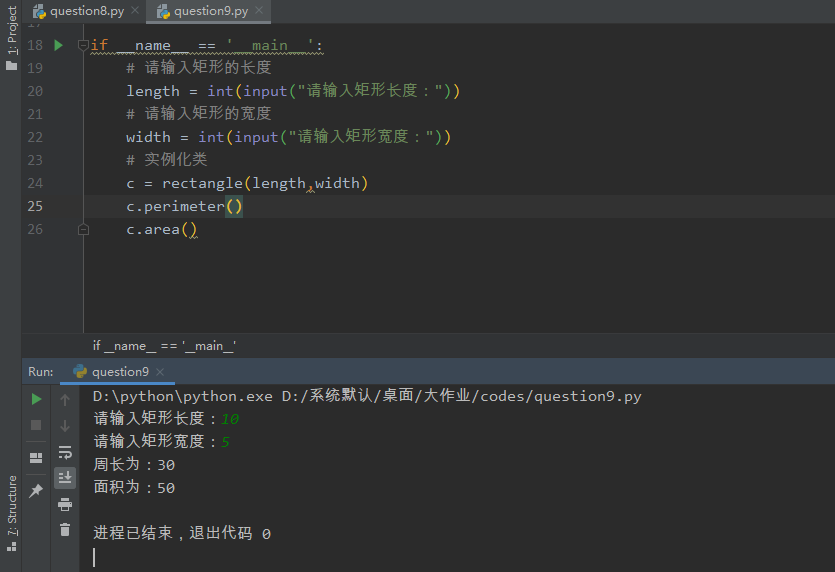 1: Project
question8.py
question9.py
18 if __name__ == '__main__':
19 # 请输入矩形的长度
20 length = int(input("请输入矩形长度："))
21 # 请输入矩形的宽度
22 width = int(input("请输入矩形宽度："))
23 # 实例化类
24 c = rectangle(length,width)
25 c.perimeter()
26 c.area()
if __name__ == '__main__'
Run: question9
D:\python\python.exe D:/系统默认/桌面/大作业/codes/question9.py
请输入矩形长度：10
请输入矩形宽度：5
周长为：30
面积为：50
进程已结束，退出代码 0
7: Structure